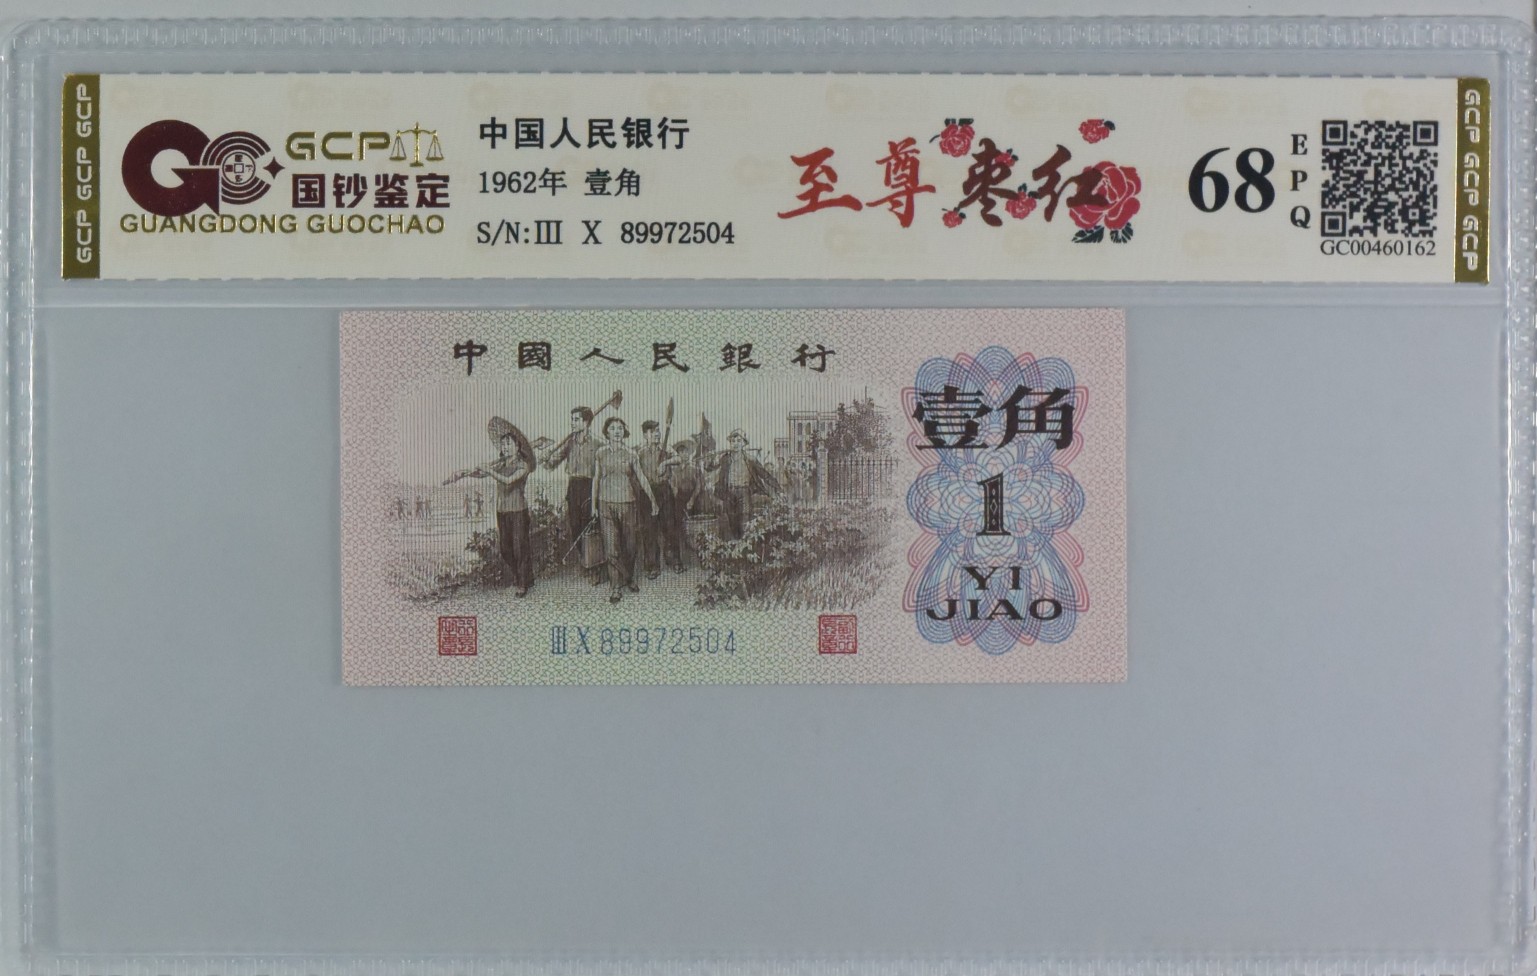 GCP GCP GCP
GCP
国钞鉴定
GUANGDONG GUOCHAO
中国人民银行
1962年 壹角
S/N:Ⅲ X 89972504
至尊枣红
68
EPQ
GC00460162
GCP GCP GCP
中國人民銀行
壹角
1
YI
JIAO
ⅢX89972504